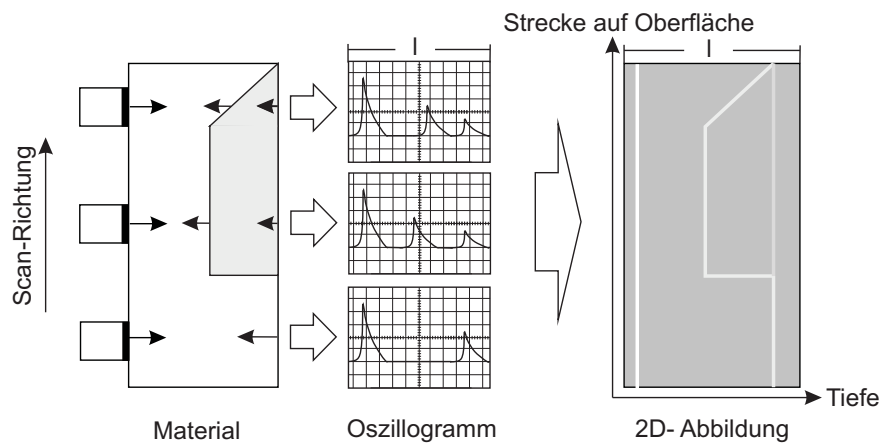 Strecke auf Oberfläche
l
l
Scan-Richtung
Tiefe
Material
Oszillogramm
2D- Abbildung